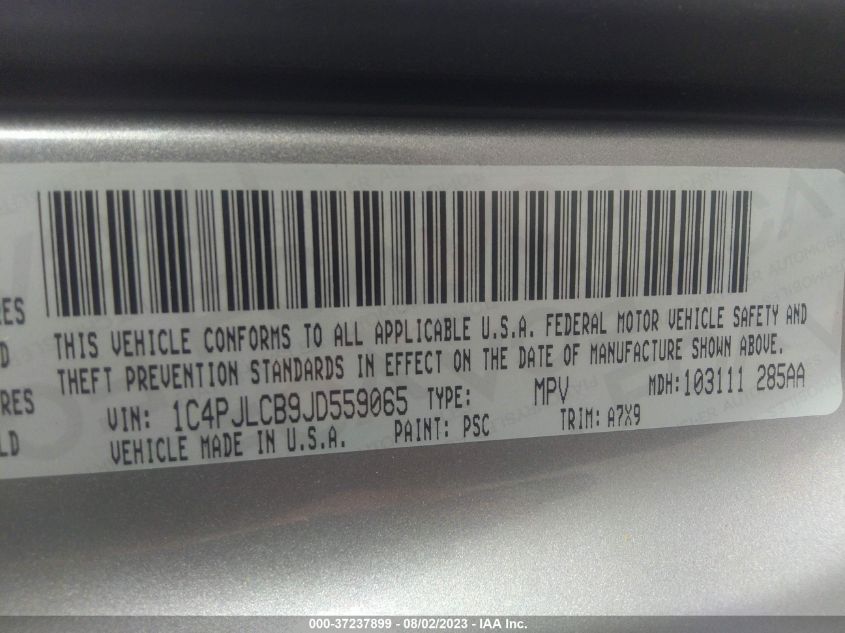 RES
D
RES
LD
THIS VEHICLE CONFORMS TO ALL APPLICABLE U.S.A. FEDERAL MOTOR VEHICLE SAFETY AND
THEFT PREVENTION STANDARDS IN EFFECT ON THE DATE OF MANUFACTURE SHOWN ABOVE.
VIN: 1C4PJLCB9JD559065 TYPE: MPV MDH:103111 285AA
VEHICLE MADE IN U.S.A. PAINT: PSC TRIM: A7X9
000-37237899 - 08/02/2023 - IAA Inc.